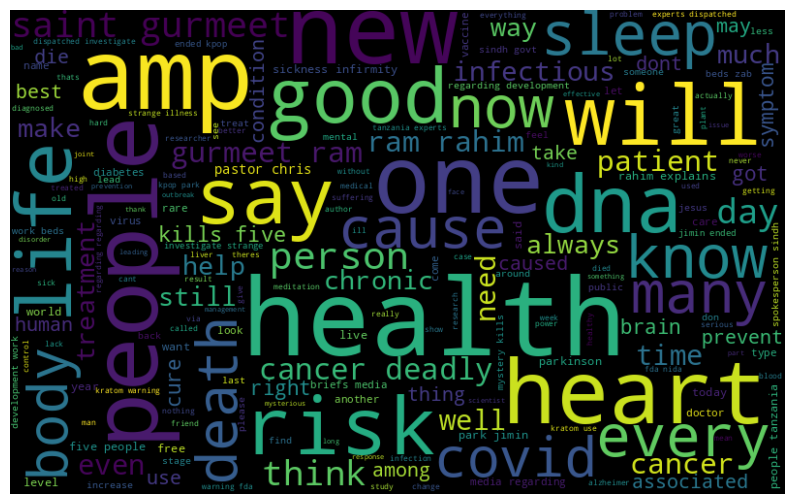 saint gurmeet
new
sleep
may
less
everything
problem
experts dispatched
bad
dispatched investigate
ended kpop
vaccine
sindh govt
way
die
name
thats
amp
condition
sickness infirmity
infectious
dont
much
someone
lot
beds zab
symptom
best
diagnosed
good
now
regarding development
will
let
effective
actually
hard
strange illness
treat
better
make
researcher
mental
tanzania experts
feel
great
issue
plant
gurmeet ram
ram rahim
take
patient
got
never
joint
life
people
say
one
dna
day
high
lead
diabetes
based
kpop park
pastor chris
without
medical
suffering
kind
rahim explains
used
getting
treated
prevention
outbreak
face
jesus
old
thank
rare
author
cause
virus
kills five
said
care
know
work beds
disorder
investigate strange
ill
always
jimin ended
reason
leading
liver
theres
person
come
case
caused
died
something
public
many
spokesperson sindh
sick
cant
result
meditation
chronic
around
help
treatment
regarding regarding
still
management
give
need
don
serious
world
via
look
really
show
research
week
power
brain
prevent
human
control
lack
back
called
live
health
healthy
development work
body
death
want
cure
cancer deadly
mystery kills
parkinson
time
type
fda nida
part
blood
year
last
right
briefs media
thing
heart
today
kratom warning
nothing
another
mysterious
scientist
doctor
man
friend
please
risk
well
park jimin
kratom use
every
people tanzania
five people
free
find
long
response
infection
even
stage
think
among
covid
cancer
level
increase
use
warning fda
study
change
media regarding
alzheimer
associated